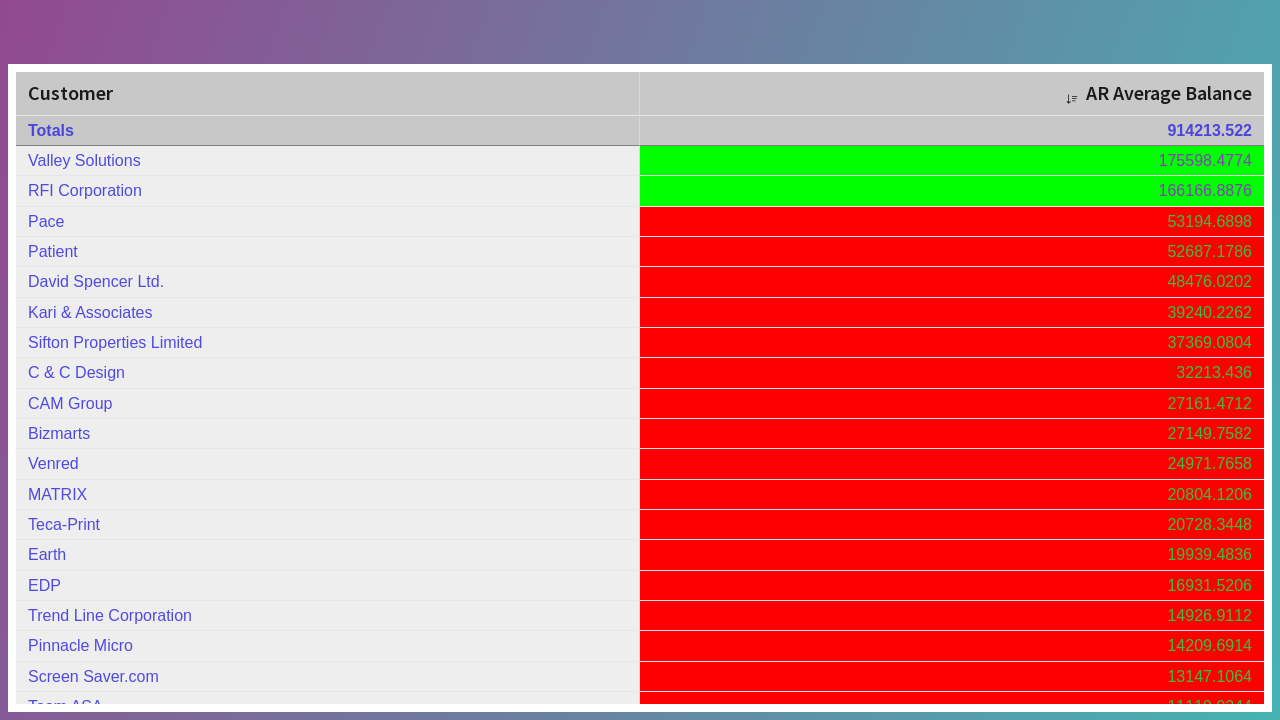 Customer AR Average Balance
Totals 914213.522
Valley Solutions 175598.4774
RFI Corporation 166166.8876
Pace 53194.6898
Patient 52687.1786
David Spencer Ltd. 48476.0202
Kari & Associates 39240.2262
Sifton Properties Limited 37369.0804
C & C Design 32213.436
CAM Group 27161.4712
Bizmarts 27149.7582
Venred 24971.7658
MATRIX 20804.1206
Teca-Print 20728.3448
Earth 19939.4836
EDP 16931.5206
Trend Line Corporation 14926.9112
Pinnacle Micro 14209.6914
Screen Saver.com 13147.1064
Team ASA